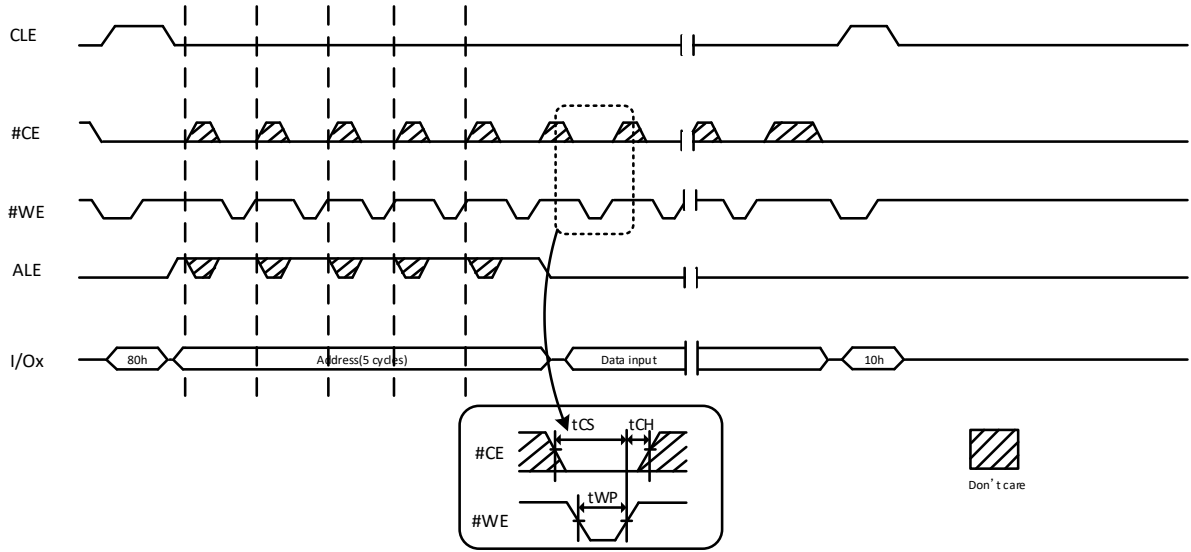 CLE
#CE
#WE
ALE
I/Ox
80h
Address(5 cycles)
Data input
10h
tCS
tCH
#CE
tWP
#WE
Don't care